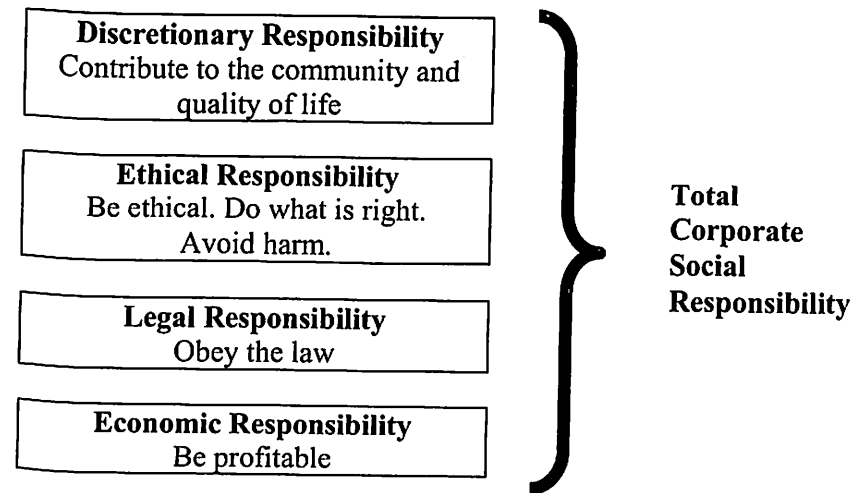 Discretionary Responsibility
Contribute to the community and
quality of life
Ethical Responsibility
Be ethical. Do what is right.
Avoid harm.
Legal Responsibility
Obey the law
Economic Responsibility
Be profitable
Total
Corporate
Social
Responsibility